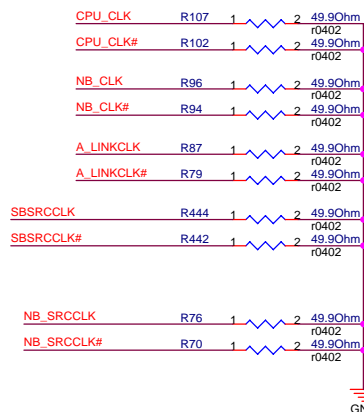 CPU_CLK R107 1 2 49.9Ohm
r0402
CPU_CLK# R102 1 2 49.9Ohm
r0402
NB_CLK R96 1 2 49.9Ohm
r0402
NB_CLK# R94 1 2 49.9Ohm
r0402
A_LINKCLK R87 1 2 49.9Ohm
r0402
A_LINKCLK# R79 1 2 49.9Ohm
r0402
SBSRCCLK R444 1 2 49.9Ohm
r0402
SBSRCCLK# R442 1 2 49.9Ohm
r0402
NB_SRCCLK R76 1 2 49.9Ohm
r0402
NB_SRCCLK# R70 1 2 49.9Ohm
r0402